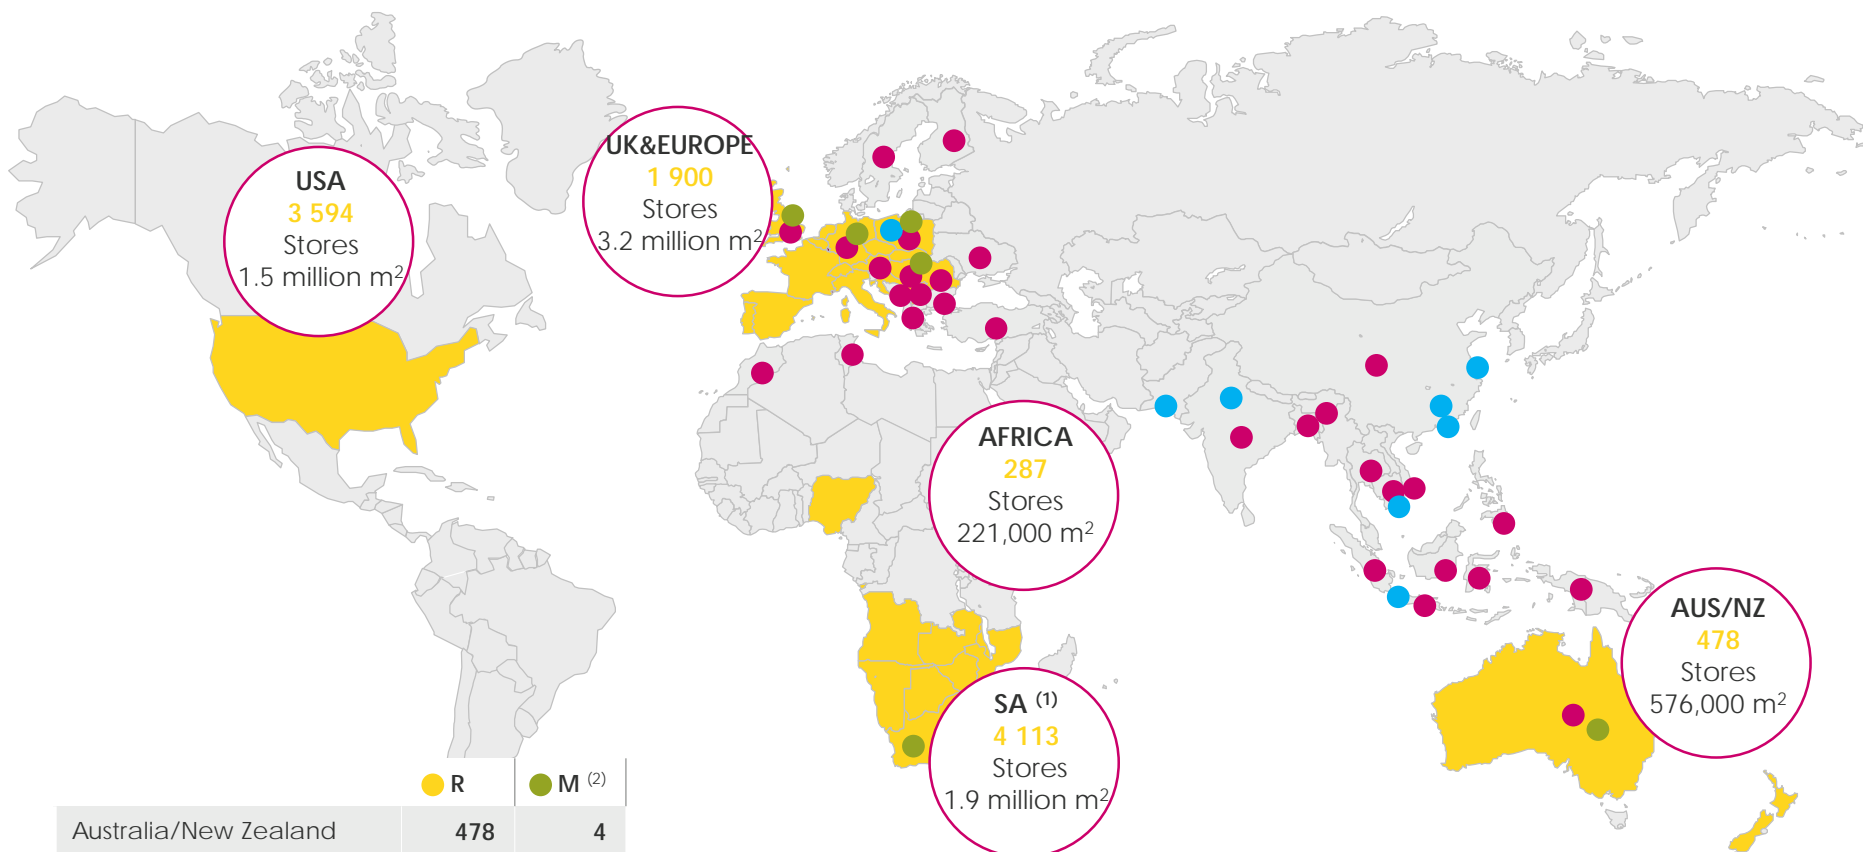 USA
3 594
Stores
1.5 million m²
UK&EUROPE
1 900
Stores
3.2 million m²
AFRICA
287
Stores
221,000 m²
SA (1)
4 113
Stores
1.9 million m²
AUS/NZ
478
Stores
576,000 m²
R M (2)
Australia/New Zealand 478 4